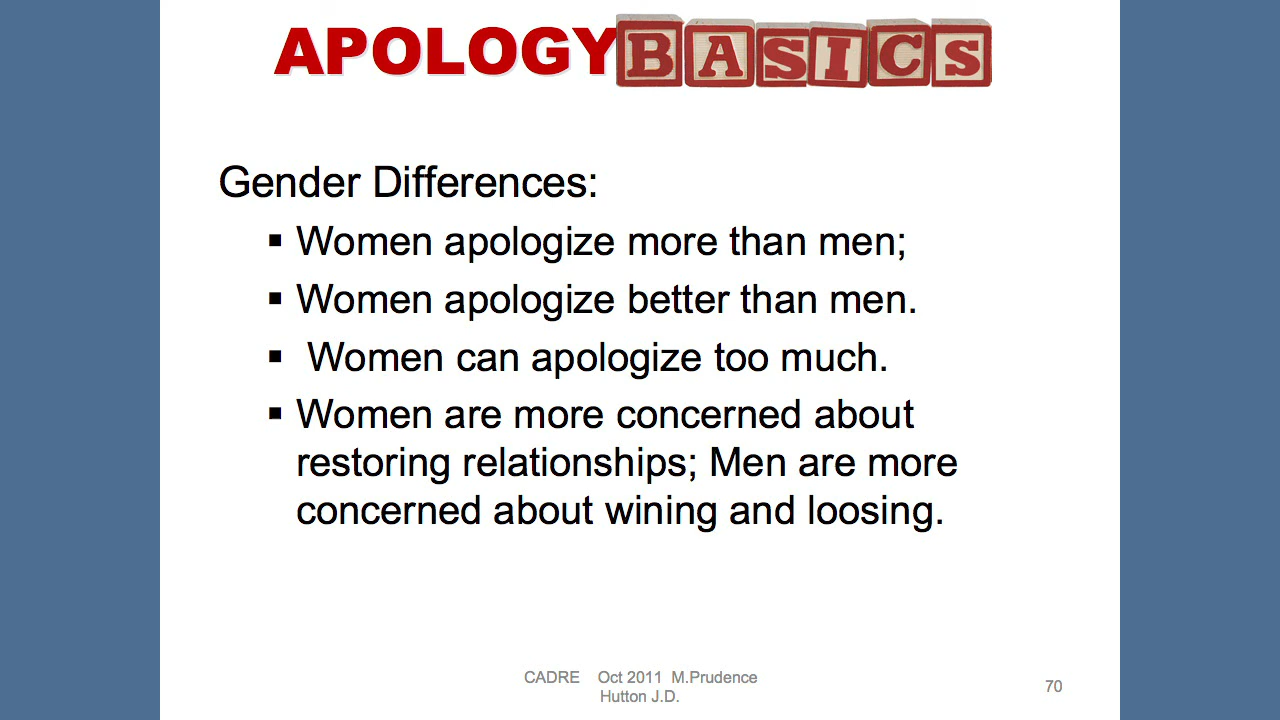 APOLOGY BASICS
Gender Differences:
▪ Women apologize more than men;
▪ Women apologize better than men.
▪ Women can apologize too much.
▪ Women are more concerned about
restoring relationships; Men are more
concerned about wining and loosing.
CADRE Oct 2011 M.Prudence
Hutton J.D.
70